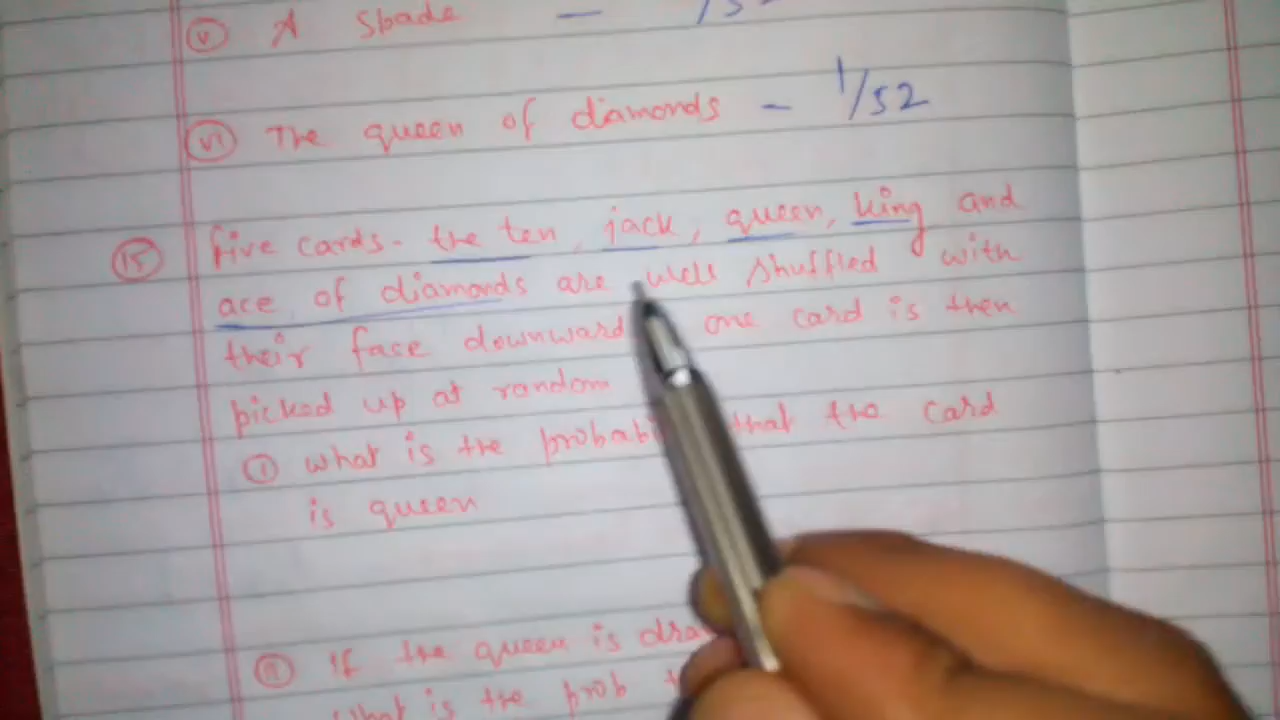 (v) A spade - /52
(vi) The queen of diamonds - 1/52
(15) five cards - the ten, jack, queen, king and
ace of diamonds are well shuffled with
their face downward one card is then
picked up at random
(i) what is the probabi that the card
is queen
(ii) If the queen is dra
What is the prob